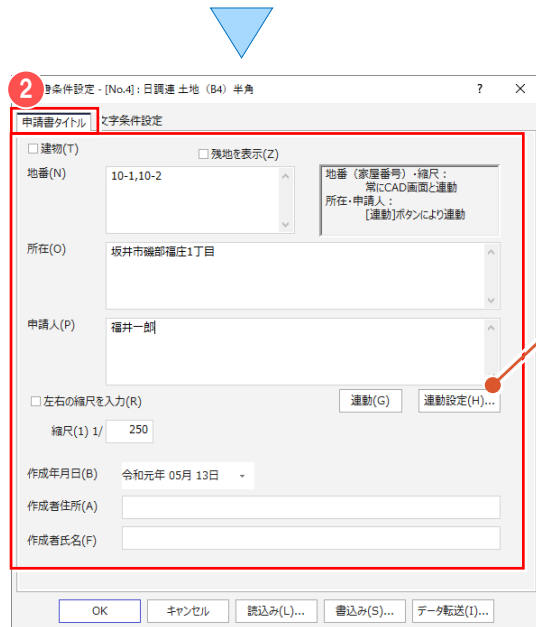 2
書条件設定 - [No.4] : 日調連 土地（B4）半角 ? ×
申請書タイトル 文字条件設定
建物(T) 残地を表示(Z)
地番(N) 10-1,10-2
地番（家屋番号）・縮尺：
常にCAD画面と連動
所在・申請人：
[連動]ボタンにより連動
所在(O) 坂井市磯部福庄1丁目
申請人(P) 福井一郎
左右の縮尺を入力(R) 連動(G) 連動設定(H)...
縮尺(1) 1/ 250
作成年月日(B) 令和元年 05月 13日
作成者住所(A)
作成者氏名(F)
OK キャンセル 読込み(L)... 書込み(S)... データ転送(I)...